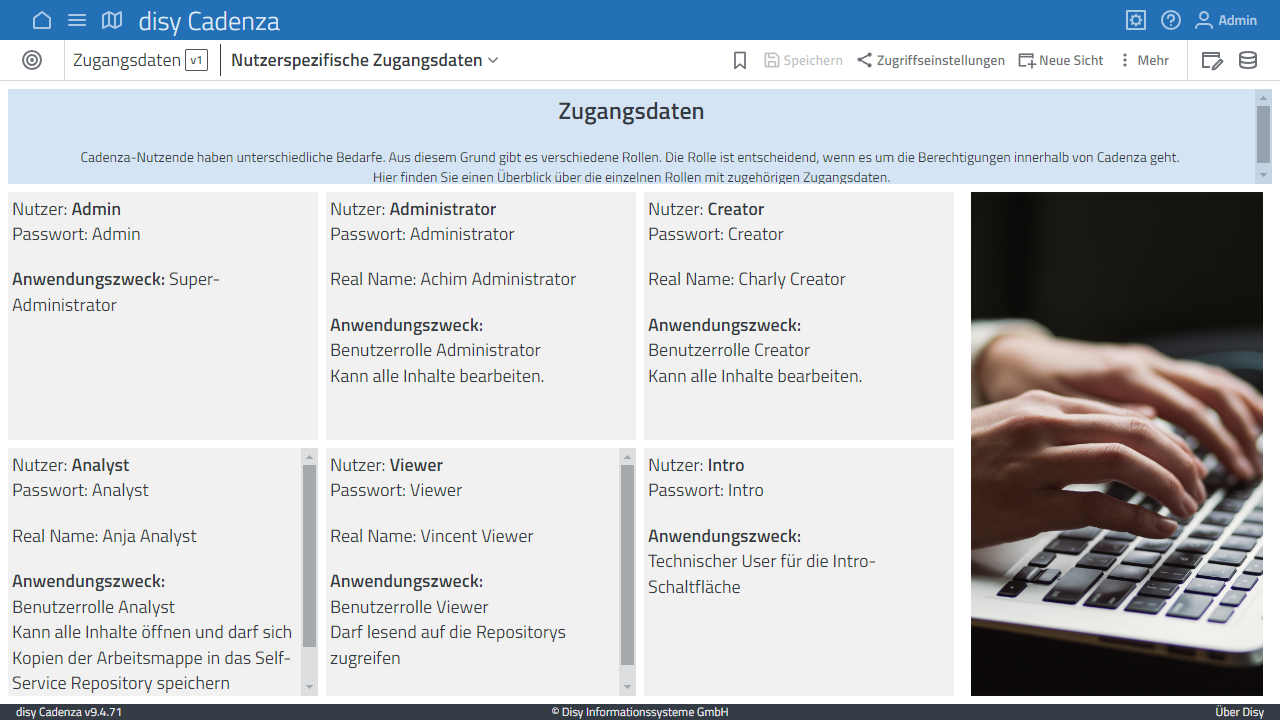 disy Cadenza
Admin
Zugangsdaten v1 Nutzerspezifische Zugangsdaten
Speichern Zugriffseinstellungen Neue Sicht Mehr
Zugangsdaten
Cadenza-Nutzende haben unterschiedliche Bedarfe. Aus diesem Grund gibt es verschiedene Rollen. Die Rolle ist entscheidend, wenn es um die Berechtigungen innerhalb von Cadenza geht.
Hier finden Sie einen Überblick über die einzelnen Rollen mit zugehörigen Zugangsdaten.
Nutzer: Admin
Passwort: Admin
Anwendungszweck: Super-
Administrator
Nutzer: Administrator
Passwort: Administrator
Real Name: Achim Administrator
Anwendungszweck:
Benutzerrolle Administrator
Kann alle Inhalte bearbeiten.
Nutzer: Creator
Passwort: Creator
Real Name: Charly Creator
Anwendungszweck:
Benutzerrolle Creator
Kann alle Inhalte bearbeiten.
Nutzer: Analyst
Passwort: Analyst
Real Name: Anja Analyst
Anwendungszweck:
Benutzerrolle Analyst
Kann alle Inhalte öffnen und darf sich
Kopien der Arbeitsmappe in das Self-
Service Repository speichern
Nutzer: Viewer
Passwort: Viewer
Real Name: Vincent Viewer
Anwendungszweck:
Benutzerrolle Viewer
Darf lesend auf die Repositorys
zugreifen
Nutzer: Intro
Passwort: Intro
Anwendungszweck:
Technischer User für die Intro-
Schaltfläche
disy Cadenza v9.4.71
© Disy Informationssysteme GmbH
Über Disy